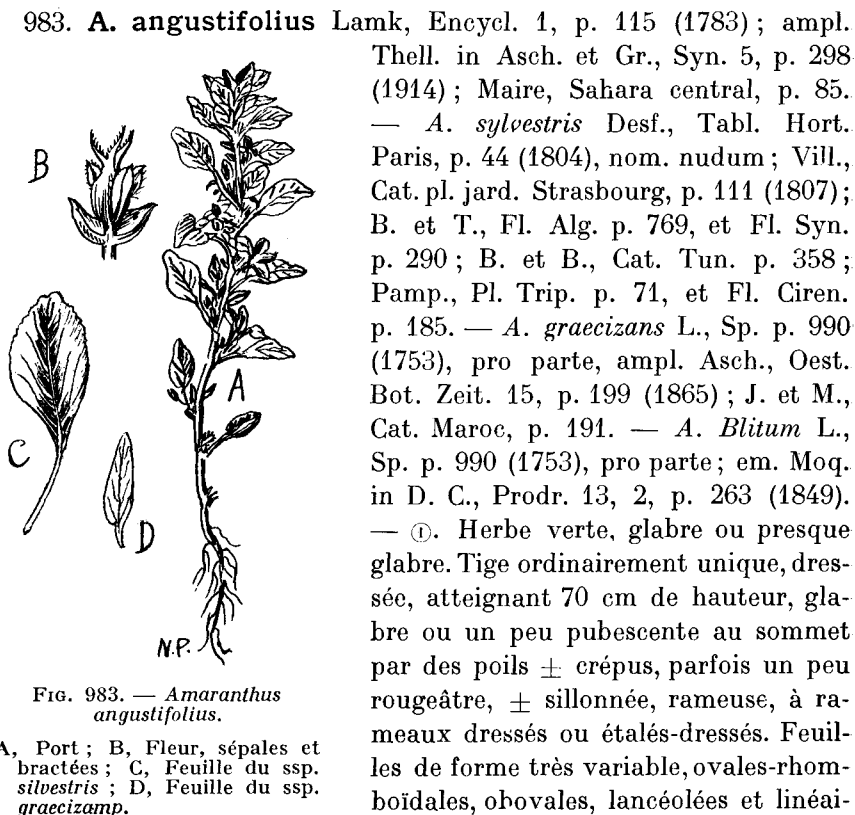 983. A. angustifolius Lamk, Encycl. 1, p. 115 (1783) ; ampl.
Thell. in Asch. et Gr., Syn. 5, p. 298
(1914) ; Maire, Sahara central, p. 85.
— A. sylvestris Desf., Tabl. Hort.
Paris, p. 44 (1804), nom. nudum ; Vill.,
Cat. pl. jard. Strasbourg, p. 111 (1807) ;
B. et T., Fl. Alg. p. 769, et Fl. Syn.
p. 290 ; B. et B., Cat. Tun. p. 358 ;
Pamp., Pl. Trip. p. 71, et Fl. Ciren.
p. 185. — A. graecizans L., Sp. p. 990
(1753), pro parte, ampl. Asch., Oest.
Bot. Zeit. 15, p. 199 (1865) ; J. et M.,
Cat. Maroc, p. 191. — A. Blitum L.,
Sp. p. 990 (1753), pro parte ; em. Moq.
in D. C., Prodr. 13, 2, p. 263 (1849).
— ①. Herbe verte, glabre ou presque
glabre. Tige ordinairement unique, dres-
sée, atteignant 70 cm de hauteur, gla-
bre ou un peu pubescente au sommet
par des poils ± crépus, parfois un peu
rougeâtre, ± sillonnée, rameuse, à ra-
meaux dressés ou étalés-dressés. Feuil-
les de forme très variable, ovales-rhom-
boïdales, obovales, lancéolées et linéai-
B
A
C
D
N.P.
FIG. 983. — Amaranthus
angustifolius.
A, Port ; B, Fleur, sépales et
bractées ; C, Feuille du ssp.
silvestris ; D, Feuille du ssp.
graecizamp.